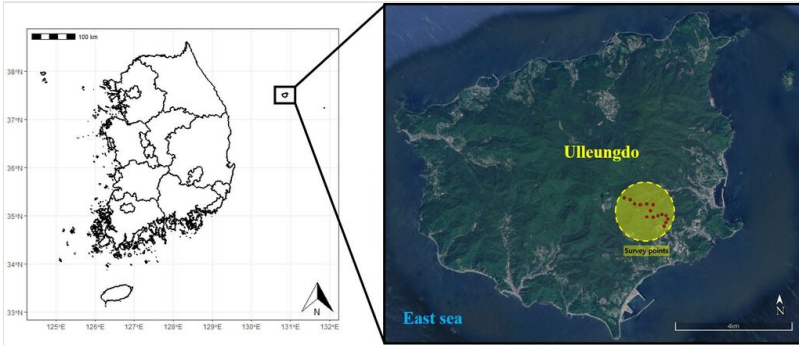 100 km
38°N
37°N
36°N
35°N
34°N
33°N
125°E
126°E
127°E
128°E
129°E
130°E
131°E
132°E
N
Ulleungdo
Survey points
East sea
N
4km